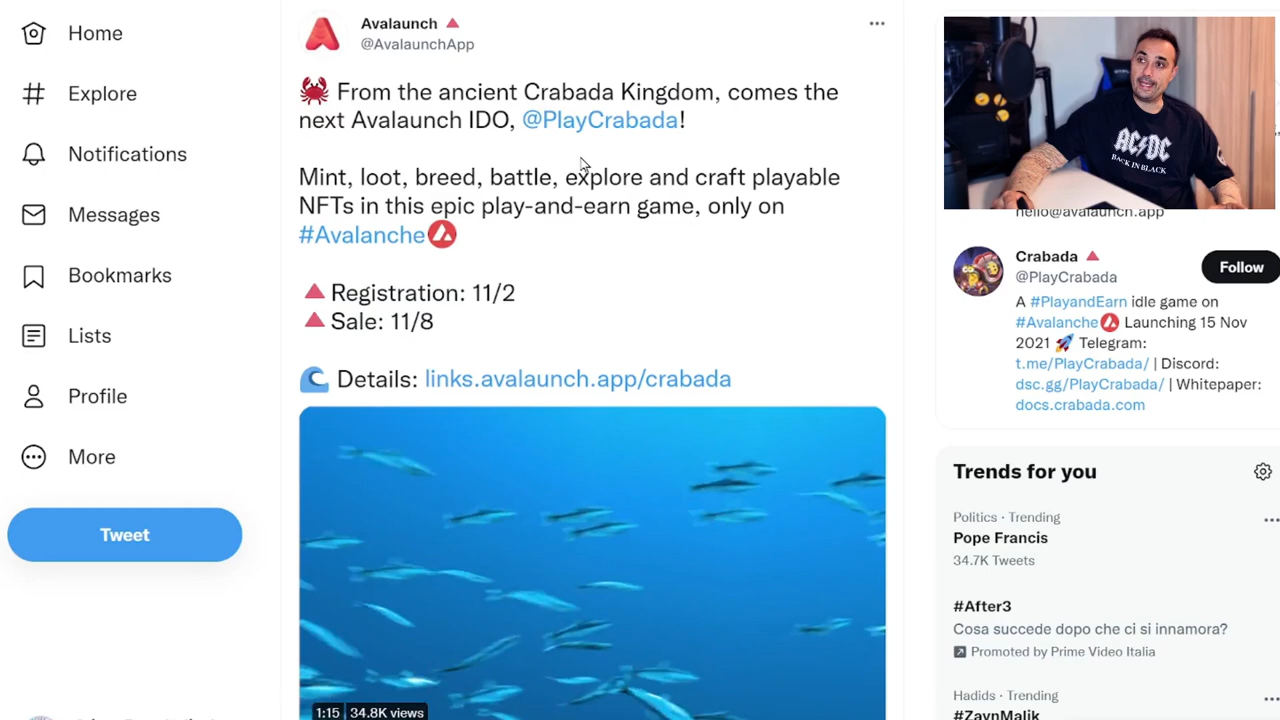 Home
Explore
Notifications
Messages
Bookmarks
Lists
Profile
More
Tweet
Avalaunch
@AvalaunchApp
From the ancient Crabada Kingdom, comes the
next Avalaunch IDO, @PlayCrabada!
Mint, loot, breed, battle, explore and craft playable
NFTs in this epic play-and-earn game, only on
#Avalanche
Registration: 11/2
Sale: 11/8
Details: links.avalaunch.app/crabada
1:15 34.8K views
AC/DC
BACK IN BLACK
hello@avalaunch.app
Crabada
@PlayCrabada
Follow
A #PlayandEarn idle game on
#Avalanche Launching 15 Nov
2021 Telegram:
t.me/PlayCrabada/ | Discord:
dsc.gg/PlayCrabada/ | Whitepaper:
docs.crabada.com
Trends for you
Politics · Trending
Pope Francis
34.7K Tweets
#After3
Cosa succede dopo che ci si innamora?
Promoted by Prime Video Italia
Hadids · Trending
#ZaynMalik